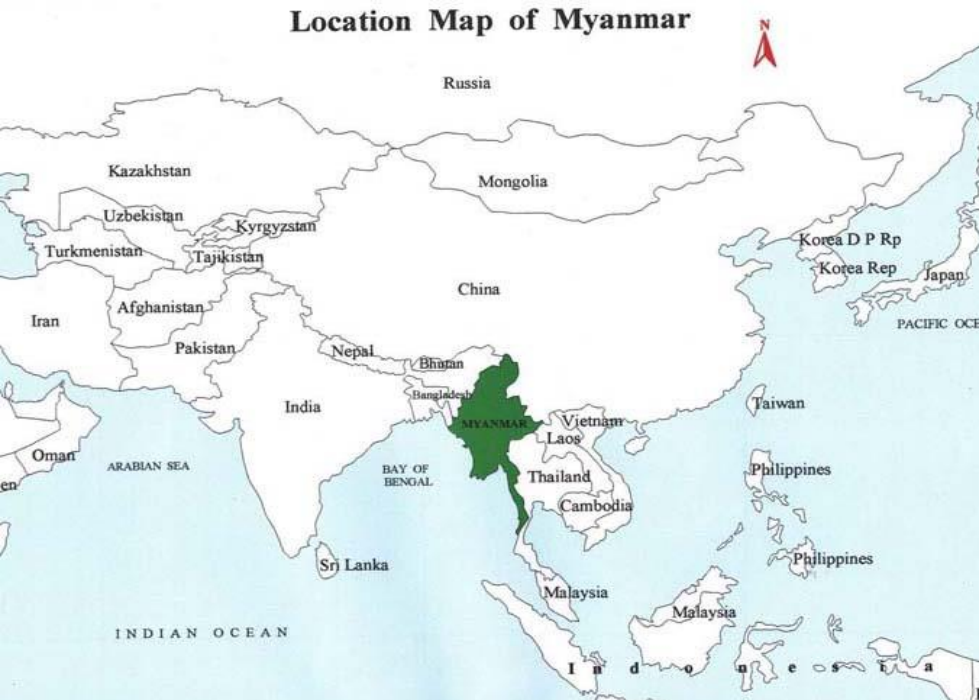 Location Map of Myanmar
N
Russia
Kazakhstan
Mongolia
Uzbekistan
Kyrgyzstan
Turkmenistan
Tajikistan
Korea D P Rp
Korea Rep
Japan
China
Afghanistan
Iran
PACIFIC OCE
Pakistan
Nepal
Bhutan
Bangladesh
India
Taiwan
MYANMAR
Vietnam
Laos
Oman
ARABIAN SEA
BAY OF
BENGAL
Thailand
Philippines
en
Cambodia
Sri Lanka
Philippines
Malaysia
Malaysia
INDIAN OCEAN
Indonesia